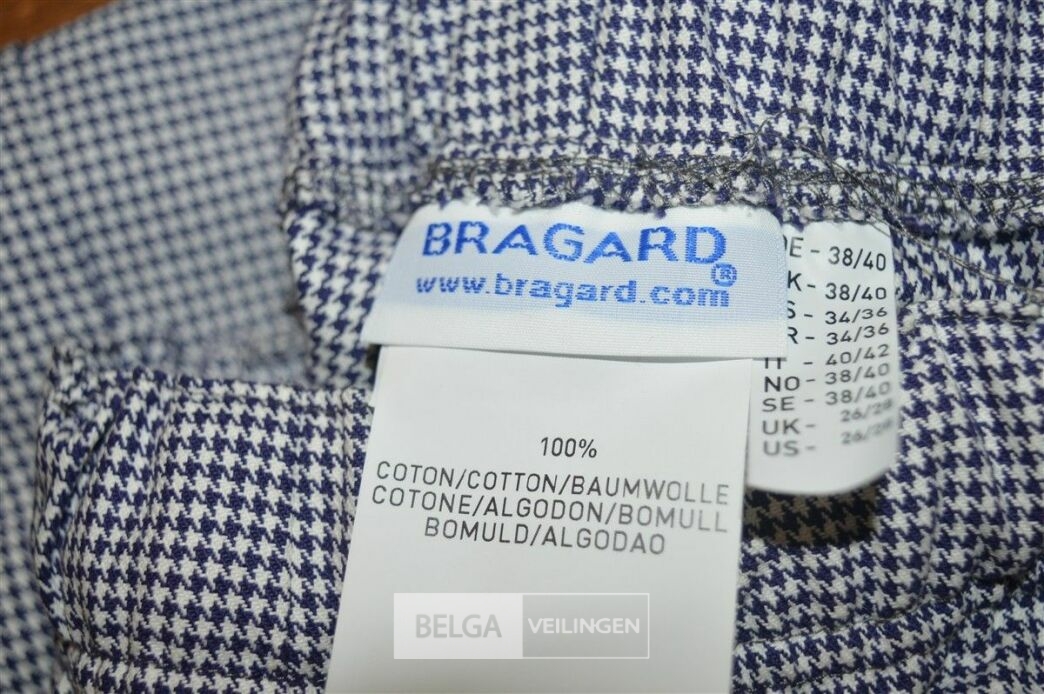 BRAGARD®
www.bragard.com
100%
COTON/COTTON/BAUMWOLLE
COTONE/ALGODON/BOMULL
BOMULD/ALGODAO
E - 38/40
K - 38/40
S - 34/36
R - 34/36
IT - 40/42
NO - 38/40
SE - 38/40
UK -
US -
BELGA VEILINGEN